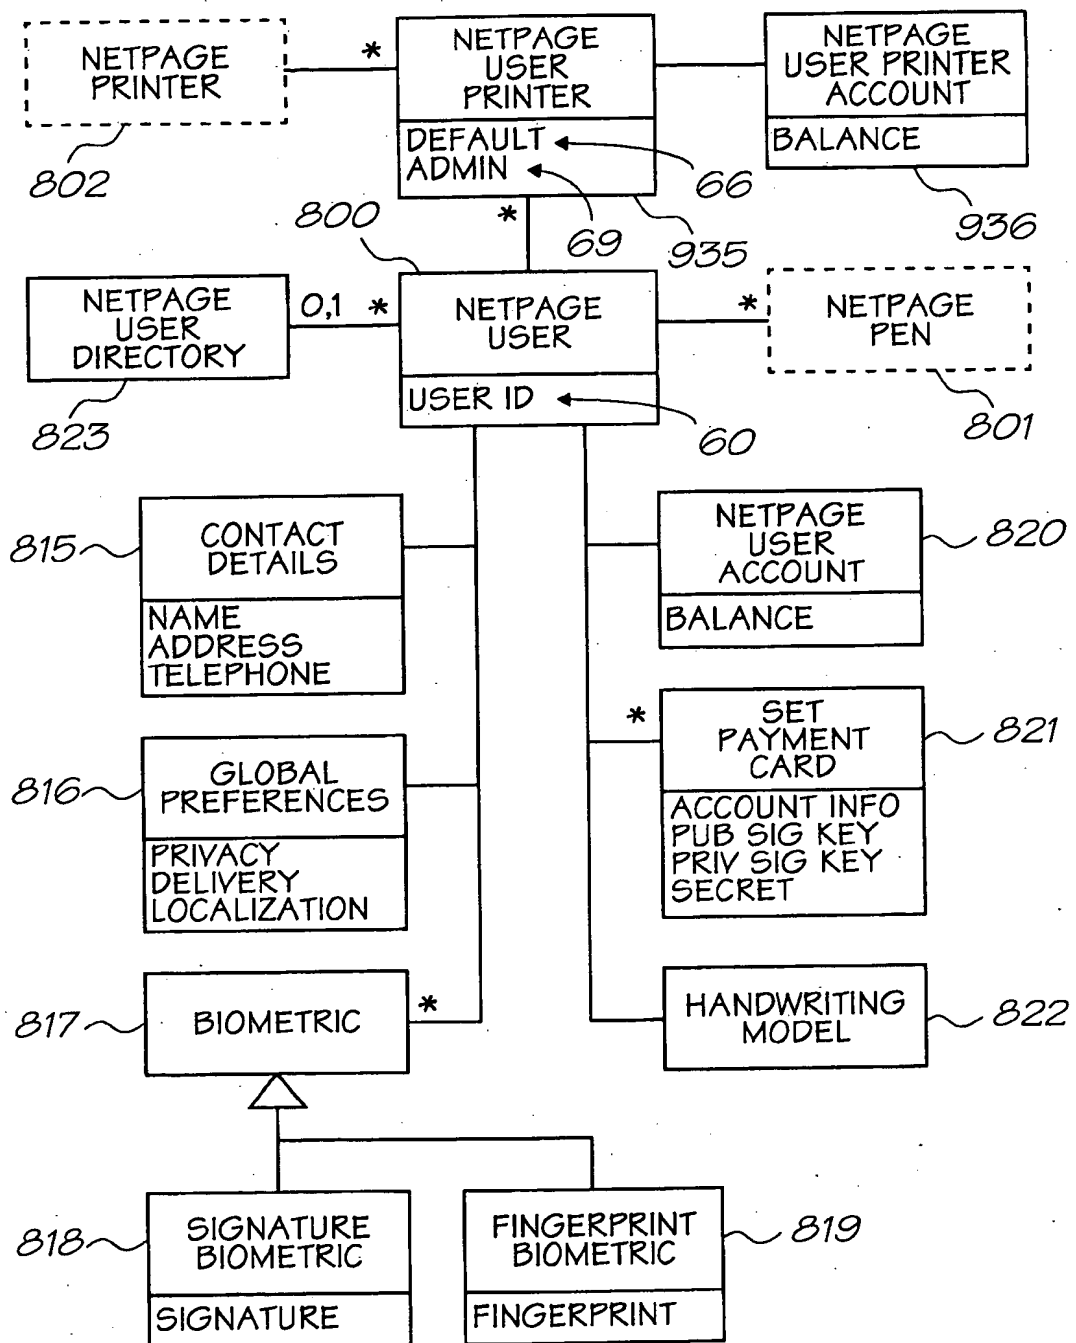 NETPAGE
PRINTER
802
*
NETPAGE
USER
PRINTER
DEFAULT
ADMIN
NETPAGE
USER PRINTER
ACCOUNT
BALANCE
66
69
935
936
*
800
NETPAGE
USER
DIRECTORY
823
0,1
*
NETPAGE
USER
USER ID
60
*
NETPAGE
PEN
801
815
CONTACT
DETAILS
NAME
ADDRESS
TELEPHONE
NETPAGE
USER
ACCOUNT
BALANCE
820
816
GLOBAL
PREFERENCES
PRIVACY
DELIVERY
LOCALIZATION
*
SET
PAYMENT
CARD
ACCOUNT INFO
PUB SIG KEY
PRIV SIG KEY
SECRET
821
817
BIOMETRIC
*
HANDWRITING
MODEL
822
818
SIGNATURE
BIOMETRIC
SIGNATURE
FINGERPRINT
BIOMETRIC
FINGERPRINT
819